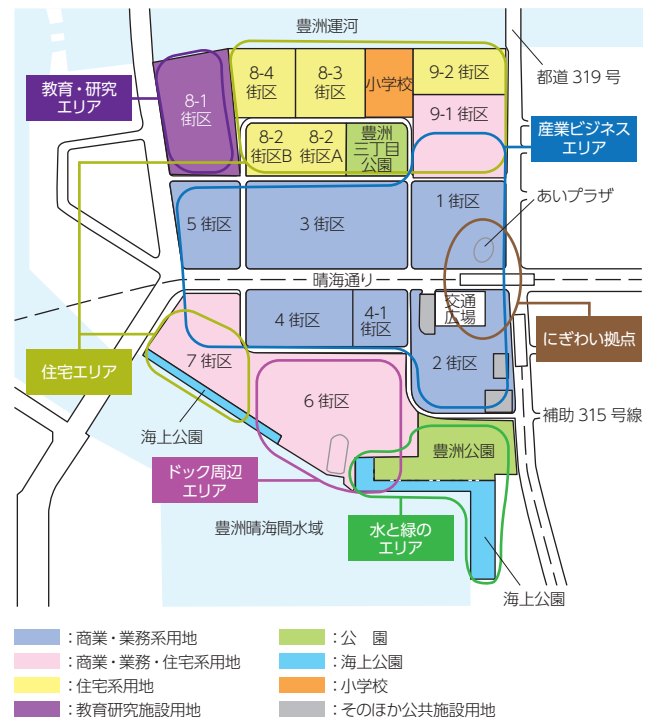 豊洲運河
都道 319 号
教育・研究
エリア
8-1
街区
8-4
街区
8-3
街区
小学校
9-2 街区
9-1 街区
産業ビジネス
エリア
8-2
街区B
8-2
街区A
豊洲
三丁目
公園
あいプラザ
5 街区
3 街区
1 街区
晴海通り
交通
広場
にぎわい拠点
4 街区
4-1
街区
2 街区
住宅エリア
7 街区
6 街区
海上公園
補助 315 号線
豊洲公園
ドック周辺
エリア
豊洲晴海間水域
水と緑の
エリア
海上公園
：商業・業務系用地
：商業・業務・住宅系用地
：住宅系用地
：教育研究施設用地
：公　園
：海上公園
：小学校
：そのほか公共施設用地